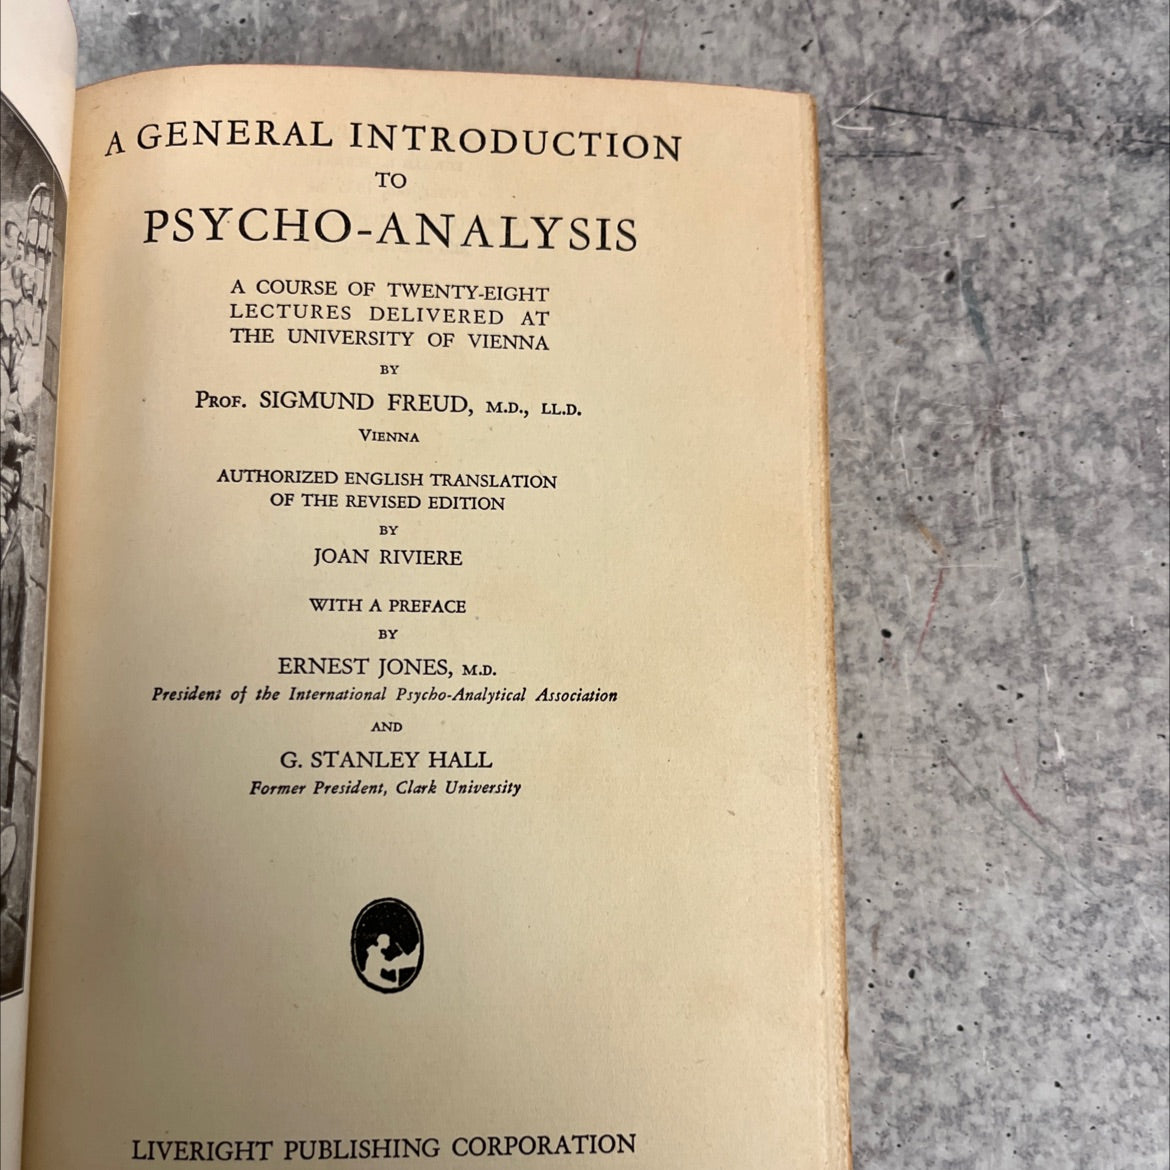 A GENERAL INTRODUCTION
TO
PSYCHO-ANALYSIS
A COURSE OF TWENTY-EIGHT
LECTURES DELIVERED AT
THE UNIVERSITY OF VIENNA
BY
PROF. SIGMUND FREUD, M.D., LL.D.
VIENNA
AUTHORIZED ENGLISH TRANSLATION
OF THE REVISED EDITION
BY
JOAN RIVIERE
WITH A PREFACE
BY
ERNEST JONES, M.D.
President of the International Psycho-Analytical Association
AND
G. STANLEY HALL
Former President, Clark University
LIVERIGHT PUBLISHING CORPORATION